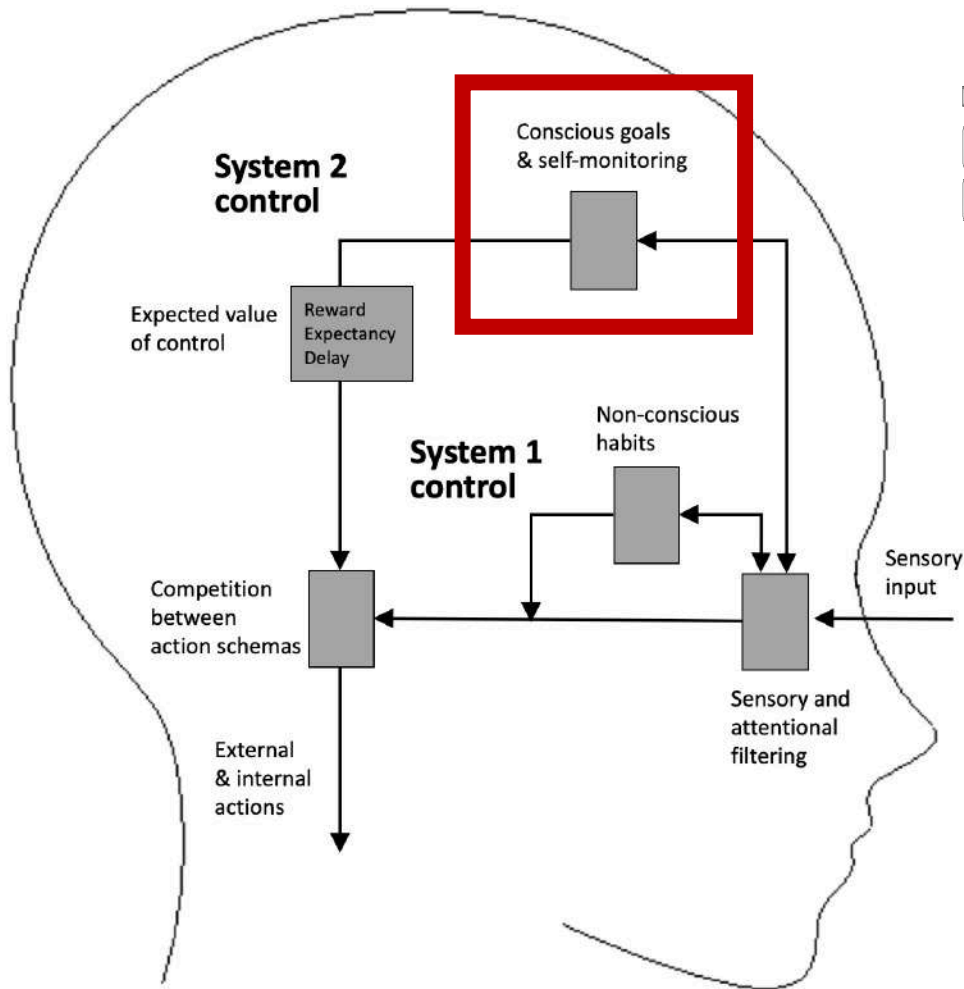 Conscious goals
& self-monitoring
System 2
control
Expected value
of control
Reward
Expectancy
Delay
Non-conscious
habits
System 1
control
Sensory
input
Competition
between
action schemas
Sensory and
attentional
filtering
External
& internal
actions